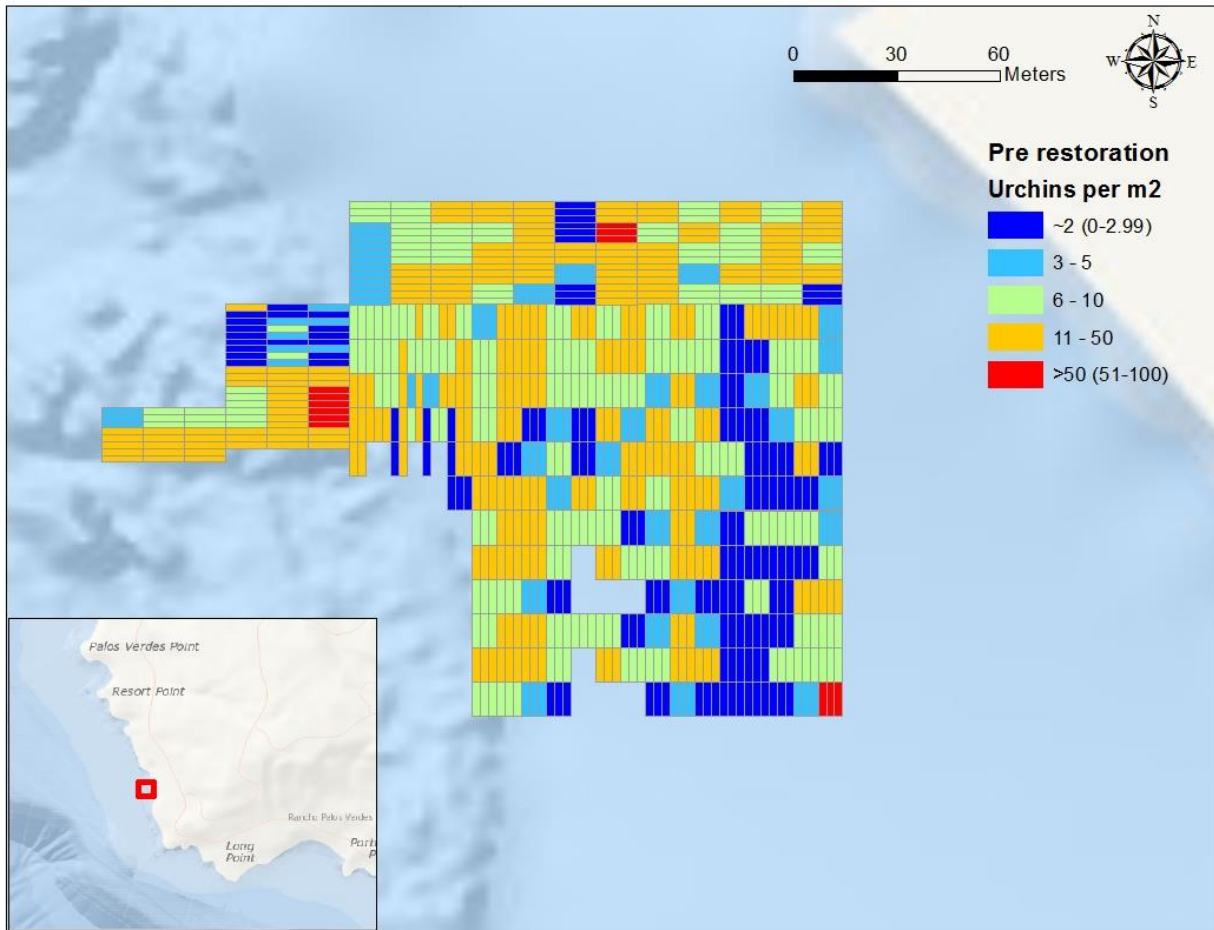 N
W E
S
0 30 60
Meters
Pre restoration
Urchins per m2
~2 (0-2.99)
3 - 5
6 - 10
11 - 50
>50 (51-100)
Palos Verdes Point
Resort Point
Rancho Palos Verdes
Long
Point
P